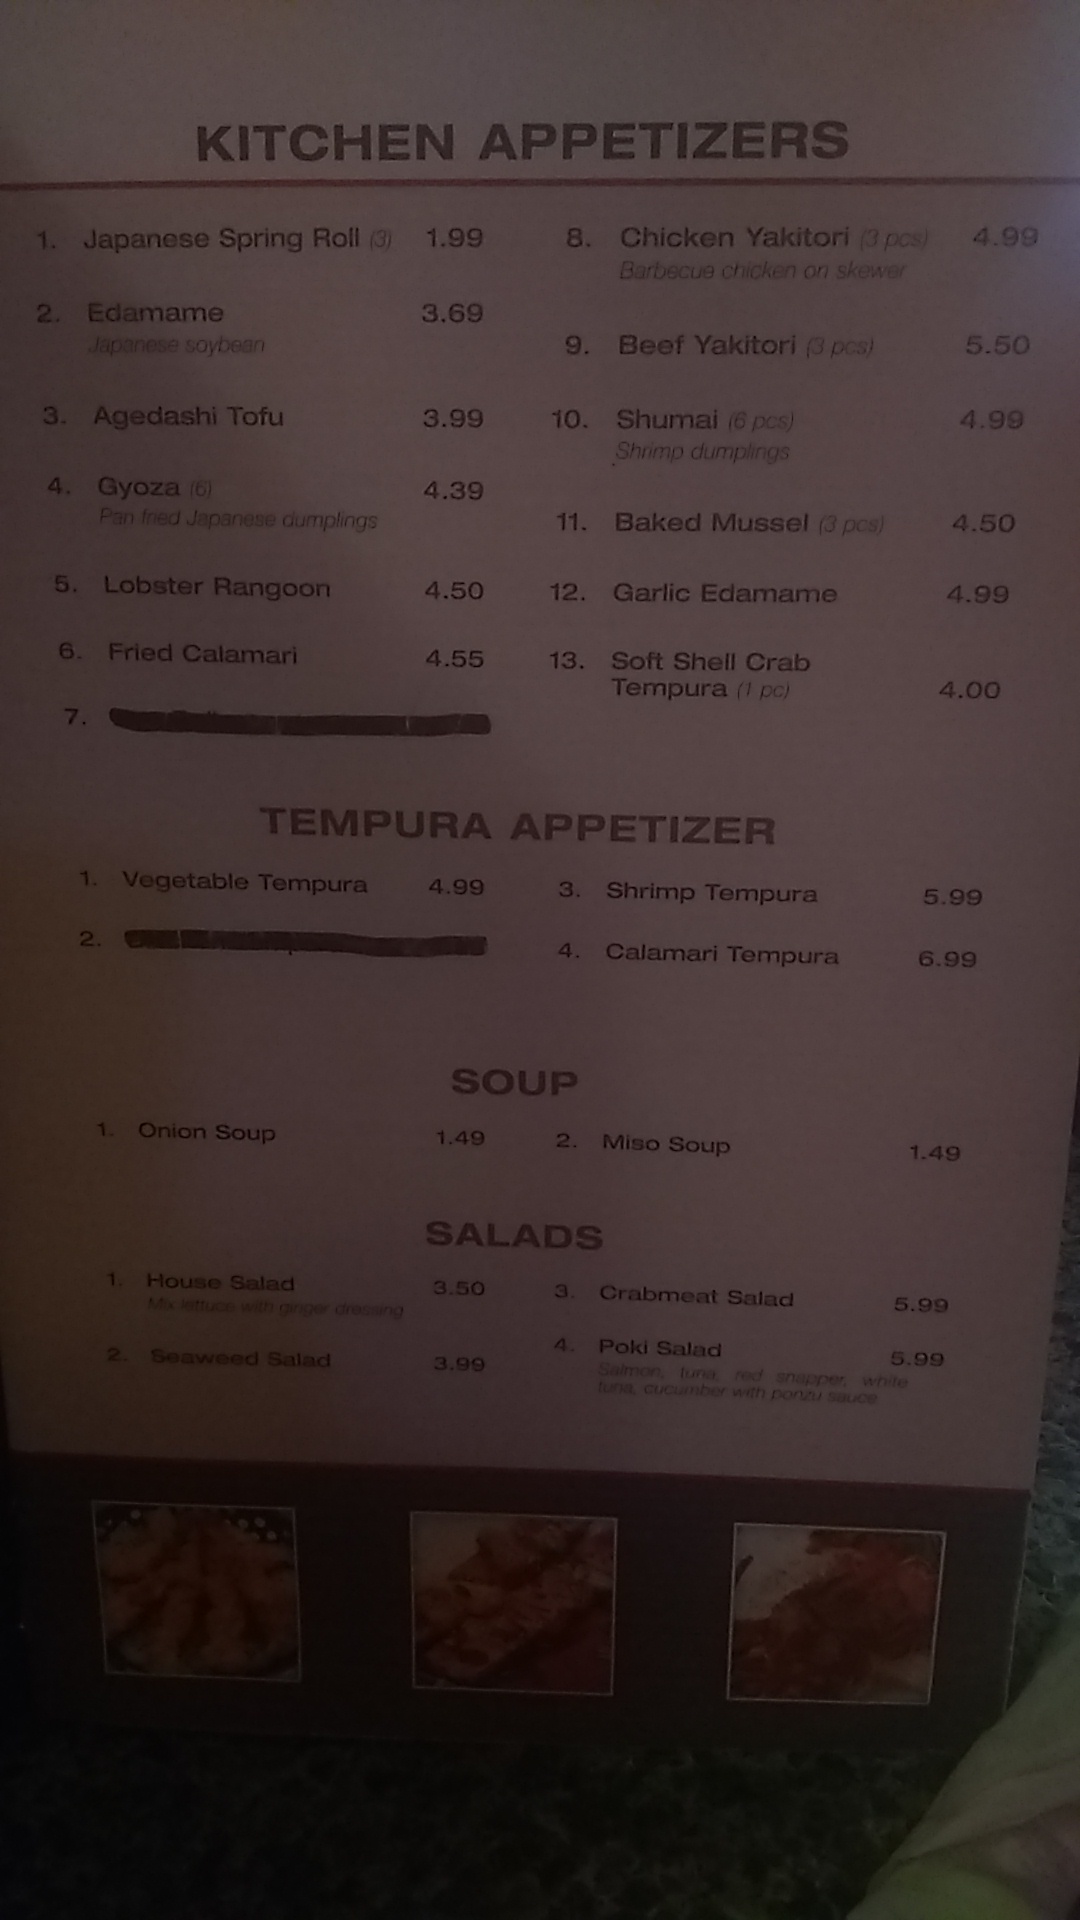 KITCHEN APPETIZERS
1. Japanese Spring Roll (3) 1.99
2. Edamame 3.69
Japanese soybean
3. Agedashi Tofu 3.99
4. Gyoza (6) 4.39
Pan fried Japanese dumplings
5. Lobster Rangoon 4.50
6. Fried Calamari 4.55
7.
8. Chicken Yakitori (3 pcs) 4.99
Barbecue chicken on skewer
9. Beef Yakitori (3 pcs) 5.50
10. Shumai (6 pcs) 4.99
Shrimp dumplings
11. Baked Mussel (3 pcs) 4.50
12. Garlic Edamame 4.99
13. Soft Shell Crab
Tempura (1 pc) 4.00
TEMPURA APPETIZER
1. Vegetable Tempura 4.99
2.
3. Shrimp Tempura 5.99
4. Calamari Tempura 6.99
SOUP
1. Onion Soup 1.49
2. Miso Soup 1.49
SALADS
1. House Salad 3.50
Mix lettuce with ginger dressing
2. Seaweed Salad 3.99
3. Crabmeat Salad 5.99
4. Poki Salad 5.99
Salmon, tuna, red snapper, white
tuna, cucumber with ponzu sauce